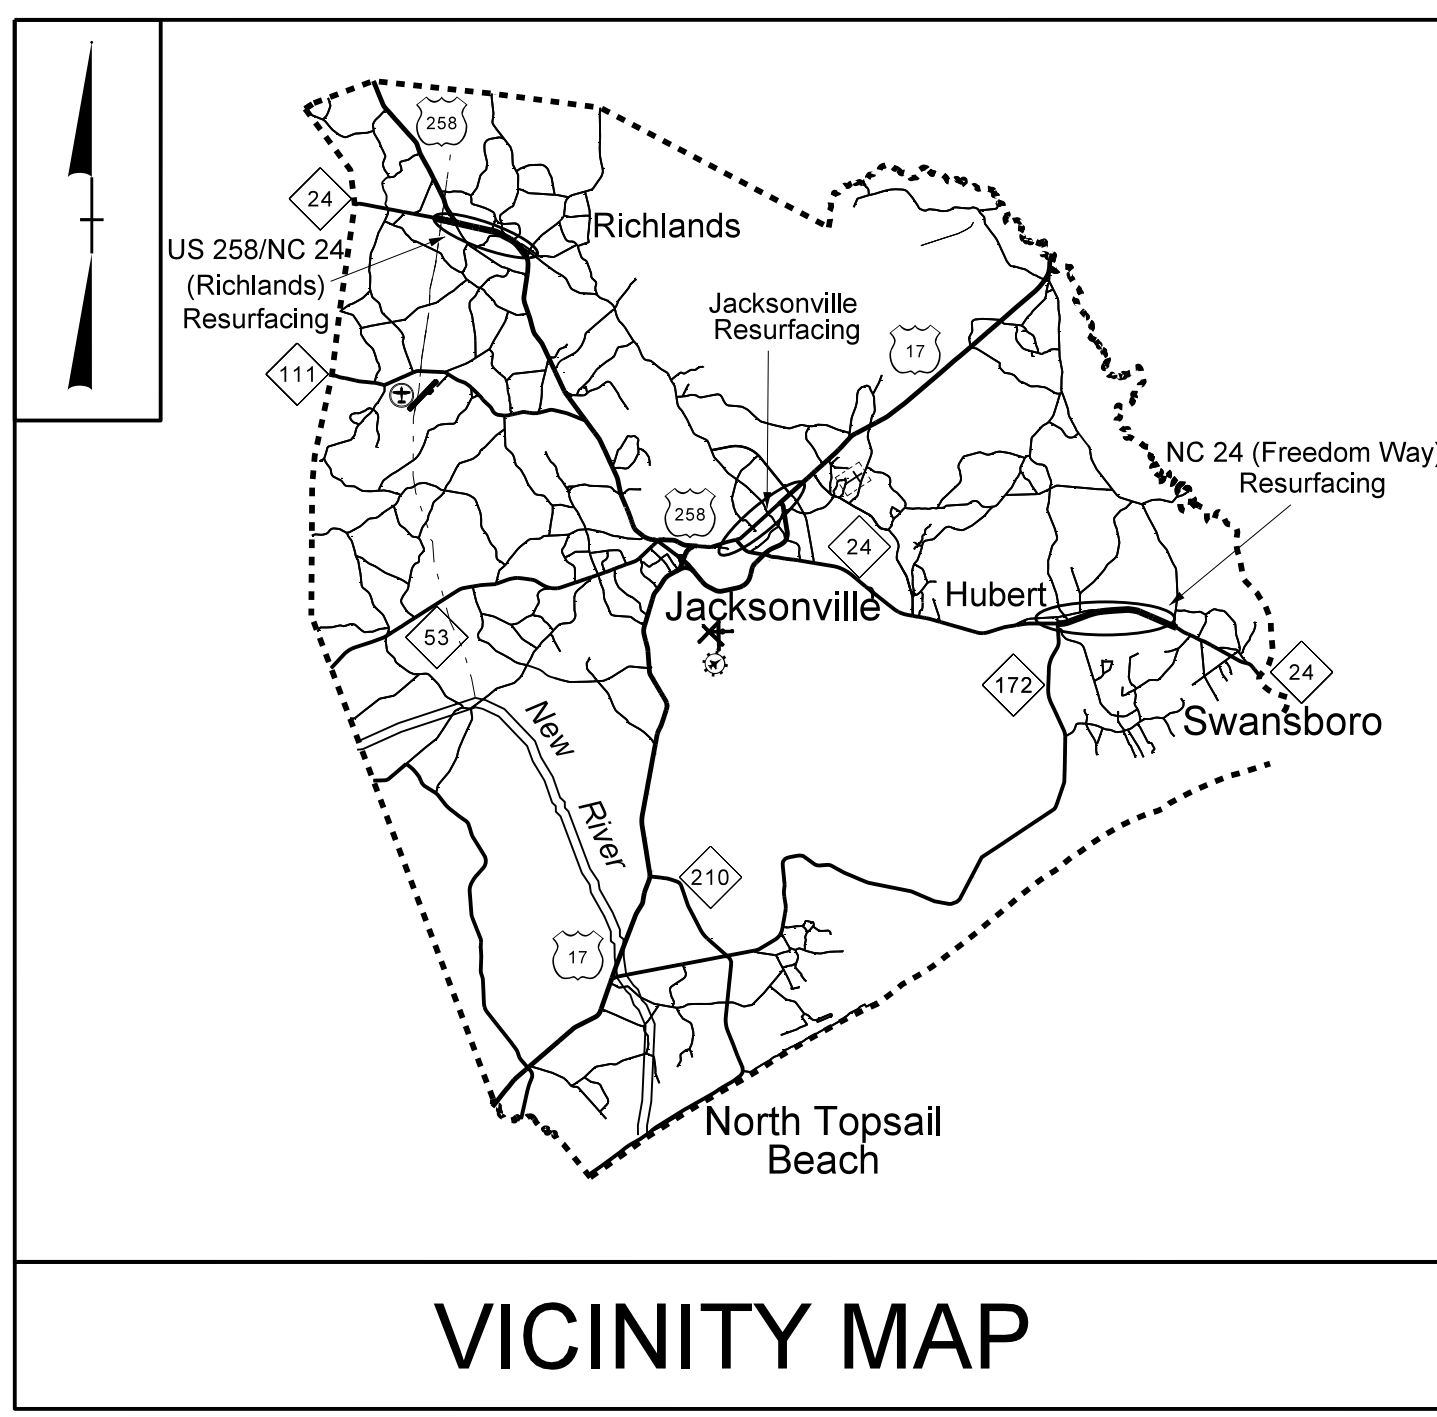 258
24
Richlands
US 258/NC 24
(Richlands)
Resurfacing
Jacksonville
Resurfacing
17
111
NC 24 (Freedom Way)
Resurfacing
258
24
Hubert
Jacksonville
53
172
24
Swansboro
New
River
210
17
North Topsail
Beach
VICINITY MAP